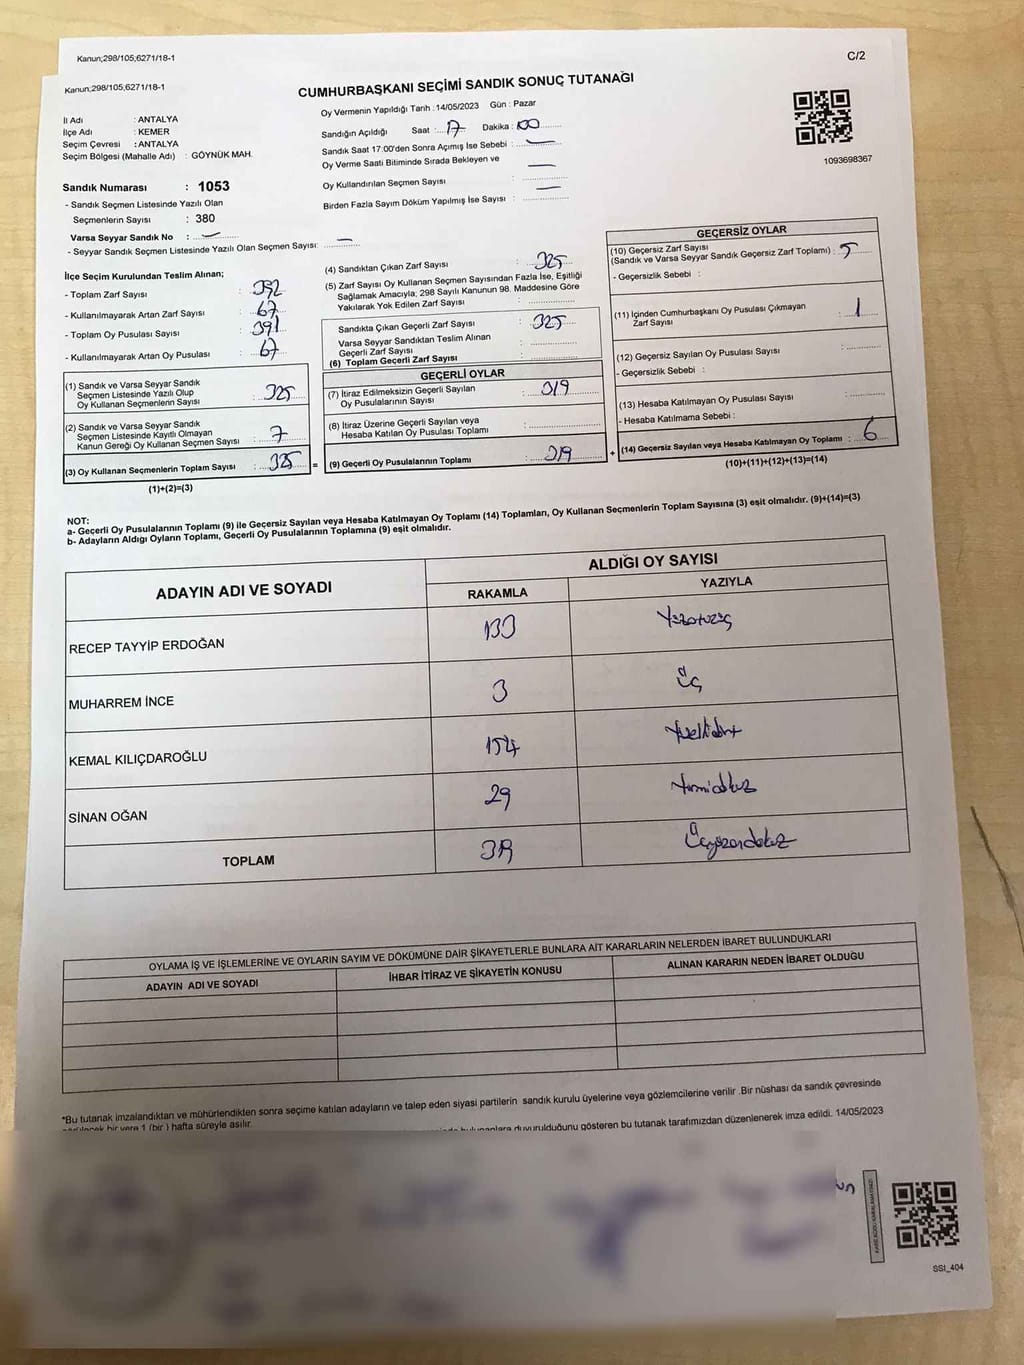 Kanun;298/105;6271/18-1
C/2
Kanun;298/105;6271/18-1
CUMHURBAŞKANI SEÇİMİ SANDIK SONUÇ TUTANAĞI
İl Adı : ANTALYA
İlçe Adı : KEMER
Seçim Çevresi : ANTALYA
Seçim Bölgesi (Mahalle Adı) : GÖYNÜK MAH.
Oy Vermenin Yapıldığı Tarih : 14/05/2023 Gün : Pazar
Sandığın Açıldığı Saat : 17 Dakika : 00
Sandık Saat 17:00'den Sonra Açmış İse Sebebi : —
Oy Verme Saati Bitiminde Sırada Bekleyen ve
Oy Kullandırılan Seçmen Sayısı : —
Birden Fazla Sayım Döküm Yapılmış İse Sayısı : —
1093698367
Sandık Numarası : 1053
- Sandık Seçmen Listesinde Yazılı Olan
Seçmenlerin Sayısı : 380
Varsa Seyyar Sandık No : —
- Seyyar Sandık Seçmen Listesinde Yazılı Olan Seçmen Sayısı: —
İlçe Seçim Kurulundan Teslim Alınan;
- Toplam Zarf Sayısı : 392
- Kullanılmayarak Artan Zarf Sayısı : 67
- Toplam Oy Pusulası Sayısı : 391
- Kullanılmayarak Artan Oy Pusulası : 67
(1) Sandık ve Varsa Seyyar Sandık
Seçmen Listesinde Yazılı Olup
Oy Kullanan Seçmenlerin Sayısı : 325
(2) Sandık ve Varsa Seyyar Sandık
Seçmen Listesinde Kayıtlı Olmayan
Kanun Gereği Oy Kullanan Seçmen Sayısı : 7
(3) Oy Kullanan Seçmenlerin Toplam Sayısı : 325 =
(1)+(2)=(3)
(4) Sandıktan Çıkan Zarf Sayısı : 325
(5) Zarf Sayısı Oy Kullanan Seçmen Sayısından Fazla İse, Eşitliği
Sağlamak Amacıyla; 298 Sayılı Kanunun 98. Maddesine Göre
Yakılarak Yok Edilen Zarf Sayısı :
Sandıkta Çıkan Geçerli Zarf Sayısı : 325
Varsa Seyyar Sandıktan Teslim Alınan
Geçerli Zarf Sayısı :
(6) Toplam Geçerli Zarf Sayısı :
GEÇERLİ OYLAR
(7) İtiraz Edilmeksizin Geçerli Sayılan
Oy Pusulalarının Sayısı : 319
(8) İtiraz Üzerine Geçerli Sayılan veya
Hesaba Katılan Oy Pusulası Toplamı :
(9) Geçerli Oy Pusulalarının Toplamı : 319 +
GEÇERSİZ OYLAR
(10) Geçersiz Zarf Sayısı
(Sandık ve Varsa Seyyar Sandık Geçersiz Zarf Toplamı) : 5
- Geçersizlik Sebebi :
(11) İçinden Cumhurbaşkanı Oy Pusulası Çıkmayan
Zarf Sayısı : 1
(12) Geçersiz Sayılan Oy Pusulası Sayısı :
- Geçersizlik Sebebi :
(13) Hesaba Katılmayan Oy Pusulası Sayısı :
- Hesaba Katılmama Sebebi :
(14) Geçersiz Sayılan veya Hesaba Katılmayan Oy Toplamı : 6
(10)+(11)+(12)+(13)=(14)
NOT:
a- Geçerli Oy Pusulalarının Toplamı (9) ile Geçersiz Sayılan veya Hesaba Katılmayan Oy Toplamı (14) Toplamları, Oy Kullanan Seçmenlerin Toplam Sayısına (3) eşit olmalıdır. (9)+(14)=(3)
b- Adayların Aldığı Oyların Toplamı, Geçerli Oy Pusulalarının Toplamına (9) eşit olmalıdır.
ADAYIN ADI VE SOYADI
ALDIĞI OY SAYISI
RAKAMLA YAZIYLA
RECEP TAYYİP ERDOĞAN 133 Yüzotuzüç
MUHARREM İNCE 3 Üç
KEMAL KILIÇDAROĞLU 154 Yüzellidört
SİNAN OĞAN 29 Yirmidokuz
TOPLAM 319 Üçyüzondokuz
OYLAMA İŞ VE İŞLEMLERİNE VE OYLARIN SAYIM VE DÖKÜMÜNE DAİR ŞİKAYETLERLE BUNLARA AİT KARARLARIN NELERDEN İBARET BULUNDUKLARI
ADAYIN ADI VE SOYADI İHBAR İTİRAZ VE ŞİKAYETİN KONUSU ALINAN KARARIN NEDEN İBARET OLDUĞU
*Bu tutanak imzalandıktan ve mühürlendikten sonra seçime katılan adayların ve talep eden siyasi partilerin sandık kurulu üyelerine veya gözlemcilerine verilir .Bir nüshası da sandık çevresinde
bir yere 1 (bir ) hafta süreyle asılır.
duyurulduğunu gösteren bu tutanak tarafımızdan düzenlenerek imza edildi. 14/05/2023
SSI_404